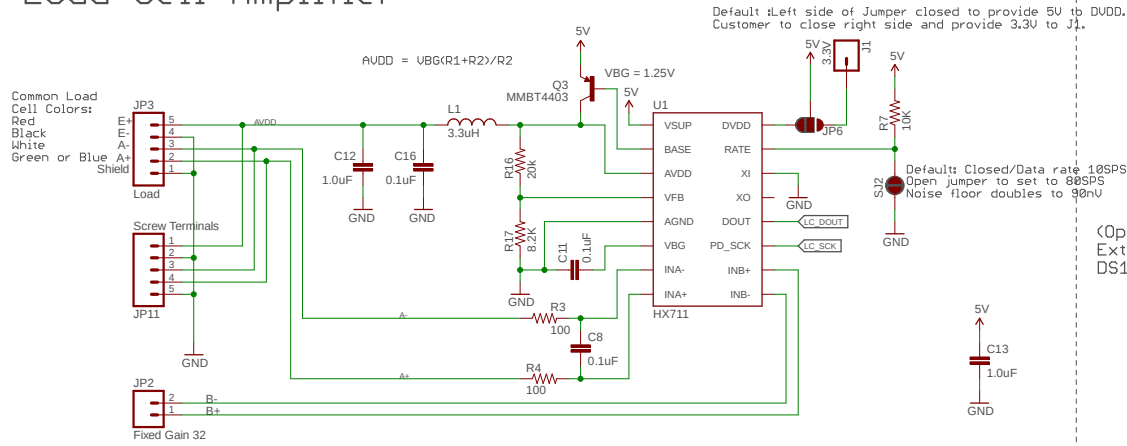 Load Cell Amplifier
Default :Left side of Jumper closed to provide 5V to DVDD.
Customer to close right side and provide 3.3V to J1.
AVDD = VBG(R1+R2)/R2
5V
Q3
MMBT4403
VBG = 1.25V
5V
5V
3.3V
J1
5V
Common Load
Cell Colors:
Red
Black
White
Green or Blue
Shield
JP3
E+
E-
A-
A+
5
4
3
2
1
Load
AVDD
L1
3.3uH
C12
1.0uF
GND
C16
0.1uF
GND
R16
20k
R17
8.2K
GND
C11
0.1uF
U1
VSUP
BASE
AVDD
VFB
AGND
VBG
INA-
INA+
DVDD
RATE
XI
XO
DOUT
PD_SCK
INB+
INB-
HX711
JP6
R7
10K
GND
LC_DOUT
LC_SCK
SJ2
Default: Closed/Data rate 10SPS
Open jumper to set to 80SPS
Noise floor doubles to 90nV
GND
Screw Terminals
1
2
3
4
5
JP11
GND
A-
R3
100
C8
0.1uF
A+
R4
100
5V
C13
1.0uF
GND
JP2
2
1
B-
B+
Fixed Gain 32
(Op
Ext
DS1